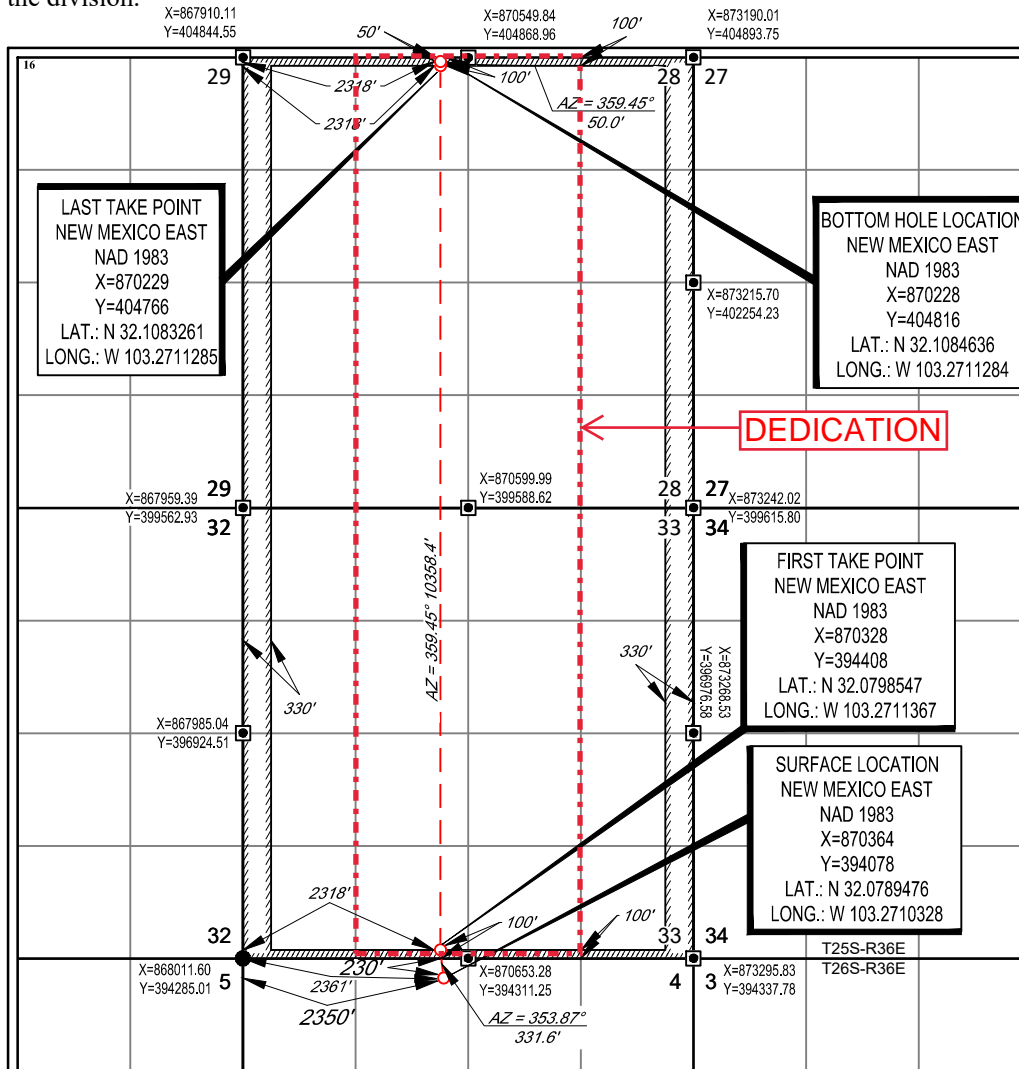 the division.
X=867910.11
Y=404844.55
50'
X=870549.84
Y=404868.96
100'
X=873190.01
Y=404893.75
16
29
2318'
100'
28
27
AZ = 359.45°
50.0'
2318'
LAST TAKE POINT
NEW MEXICO EAST
NAD 1983
X=870229
Y=404766
LAT.: N 32.1083261
LONG.: W 103.2711285
BOTTOM HOLE LOCATION
NEW MEXICO EAST
NAD 1983
X=870228
Y=404816
LAT.: N 32.1084636
LONG.: W 103.2711284
X=873215.70
Y=402254.23
DEDICATION
X=867959.39
Y=399562.93
29
32
X=870599.99
Y=399588.62
28
33
27
34
X=873242.02
Y=399615.80
AZ = 359.45° 10358.4'
FIRST TAKE POINT
NEW MEXICO EAST
NAD 1983
X=870328
Y=394408
LAT.: N 32.0798547
LONG.: W 103.2711367
330'
330'
X=873268.53
Y=396976.58
X=867985.04
Y=396924.51
SURFACE LOCATION
NEW MEXICO EAST
NAD 1983
X=870364
Y=394078
LAT.: N 32.0789476
LONG.: W 103.2710328
2318'
100'
100'
32
33
34
T25S-R36E
T26S-R36E
X=868011.60
Y=394285.01
5
230'
2361'
2350'
X=870653.28
Y=394311.25
4
3
X=873295.83
Y=394337.78
AZ = 353.87°
331.6'